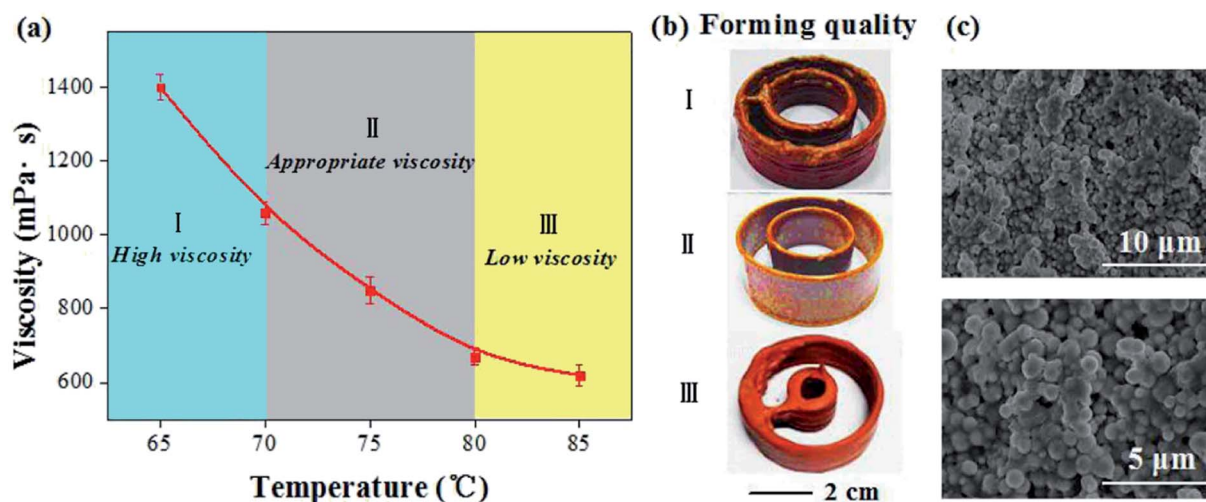 (a)
1400
1200
1000
800
600
Viscosity (mPa· s)
Ⅰ
High viscosity
Ⅱ
Appropriate viscosity
Ⅲ
Low viscosity
65 70 75 80 85
Temperature (℃)
(b) Forming quality
Ⅰ
Ⅱ
Ⅲ
2 cm
(c)
10 μm
5 μm